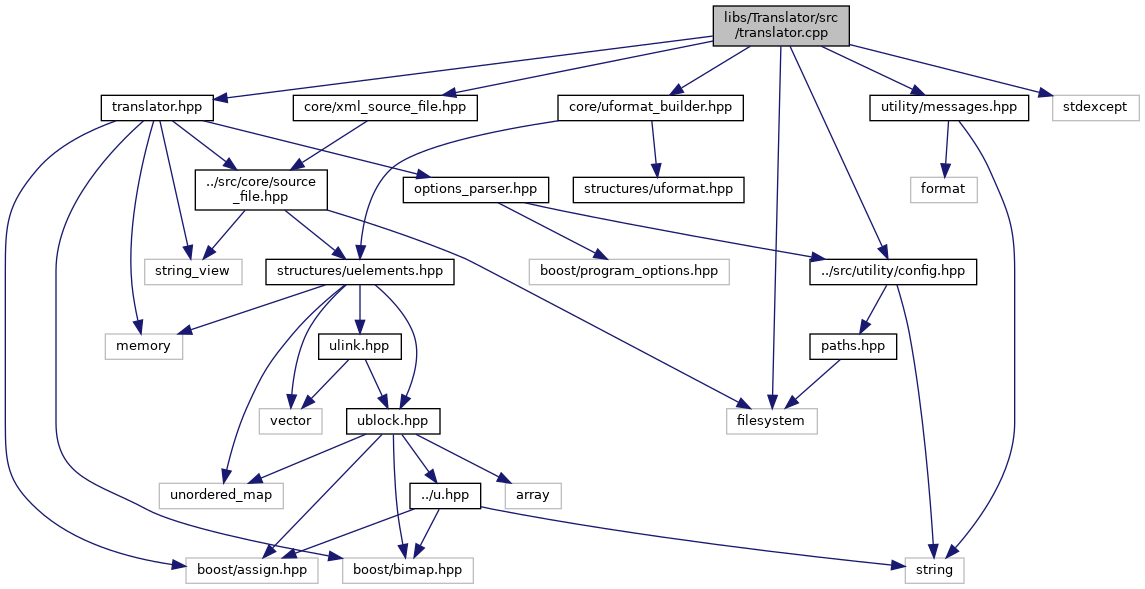 libs/Translator/src
/translator.cpp
translator.hpp
core/xml_source_file.hpp
core/uformat_builder.hpp
utility/messages.hpp
stdexcept
../src/core/source
_file.hpp
options_parser.hpp
structures/uformat.hpp
format
string_view
structures/uelements.hpp
boost/program_options.hpp
../src/utility/config.hpp
memory
ulink.hpp
paths.hpp
vector
ublock.hpp
filesystem
unordered_map
../u.hpp
array
boost/assign.hpp
boost/bimap.hpp
string